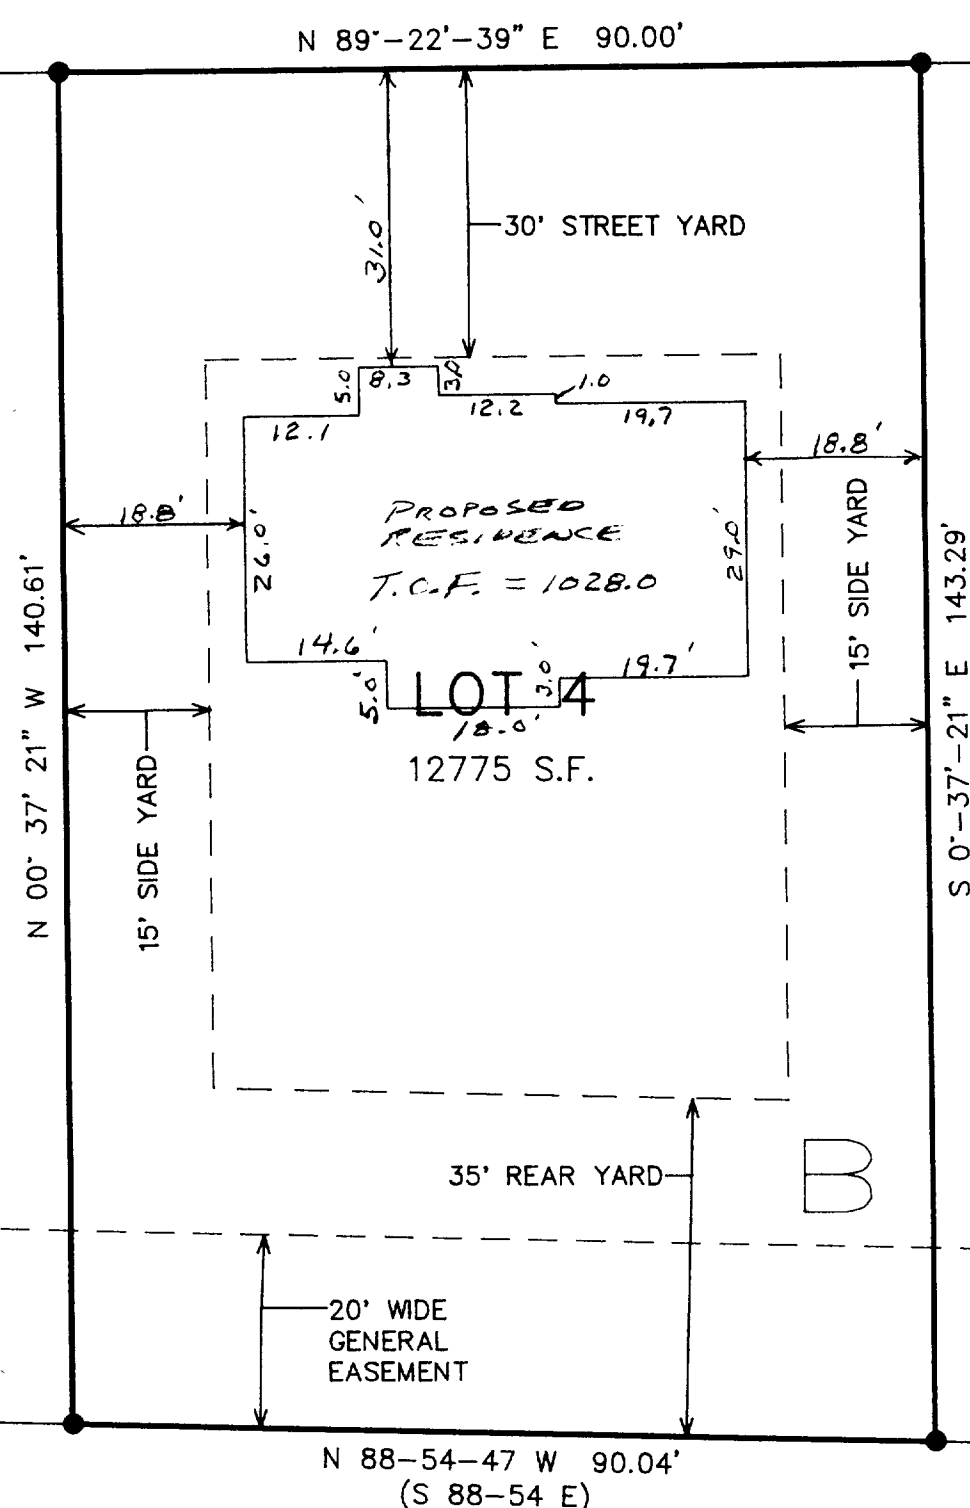 N 89°-22'-39" E 90.00'
31.0'
30' STREET YARD
5.0
8.3
3.0
12.2
1.0
19.7
12.1
18.8'
18.8'
26.0'
PROPOSED
RESIDENCE
T.C.F. = 1028.0
29.0'
15' SIDE YARD
N 00° 37' 21" W 140.61'
S 0°-37'-21" E 143.29'
14.6'
5.0'
LOT 4
3.0'
19.7'
18.0'
12775 S.F.
15' SIDE YARD
35' REAR YARD
B
20' WIDE
GENERAL
EASEMENT
N 88-54-47 W 90.04'
(S 88-54 E)